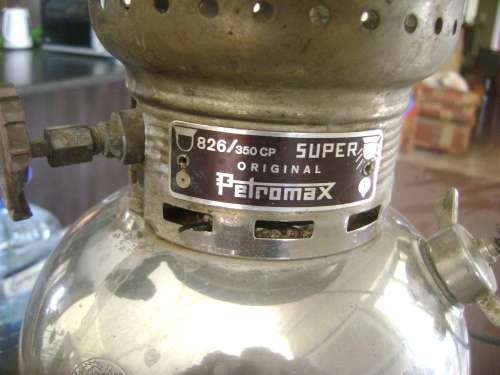 826/350 CP SUPER
ORIGINAL
Petromax